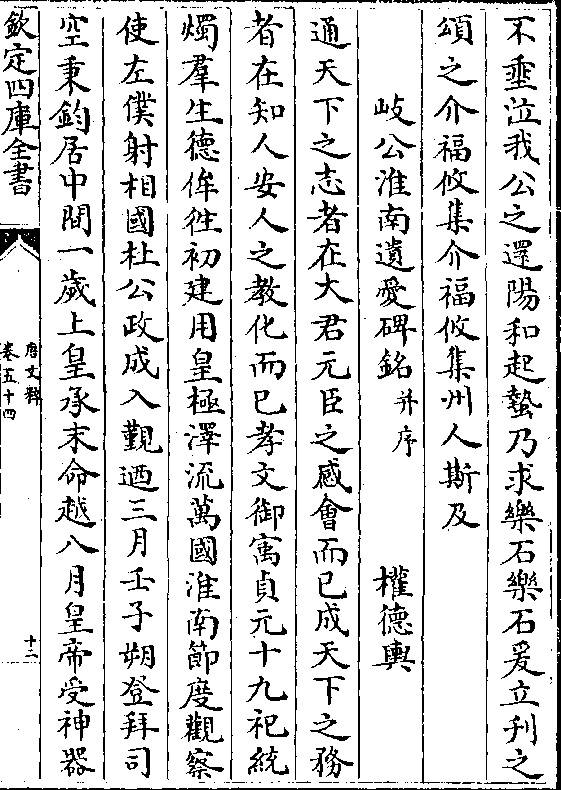 不垂泣我公之還陽和起蟄乃求樂石樂石爰立刋之
頌之介福攸集介福攸集州人斯及
岐公淮南遺愛碑銘并序 權德輿
通天下之志者在大君元臣之感會而已成天下之務
者在知人安人之教化而已孝文御寓貞元十九祀統
燭羣生德侔徃初建用皇極澤流萬國淮南節度觀察
使左僕射相國杜公政成入覲迺三月壬子朔登拜司
空秉鈞居中間一歲上皇承末命越八月皇帝受神器
欽定四庫全書
唐文粹
卷五十四
十二